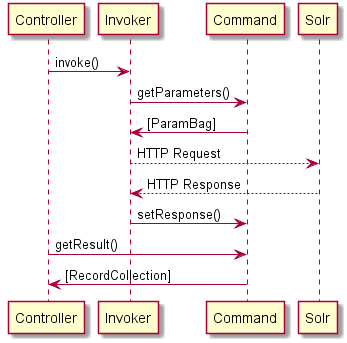 Controller Invoker Command Solr
invoke()
getParameters()
[ParamBag]
HTTP Request
HTTP Response
setResponse()
getResult()
[RecordCollection]
Controller Invoker Command Solr